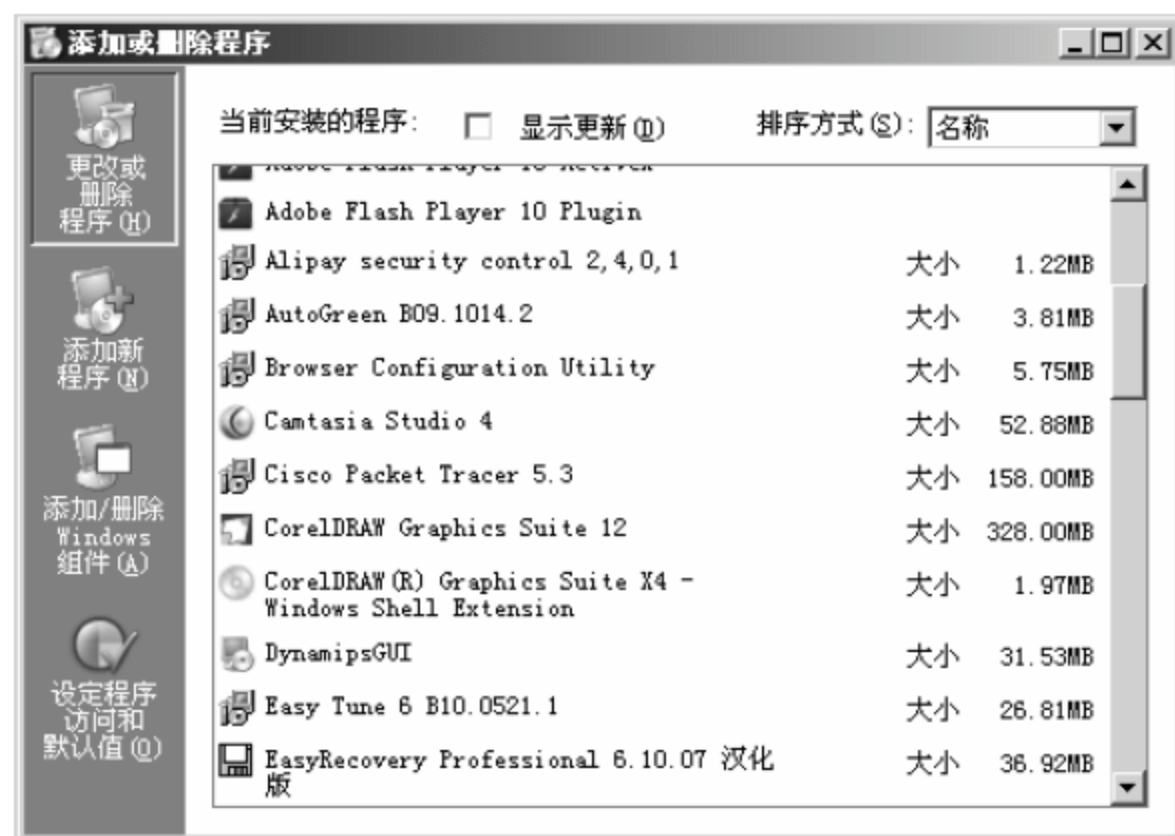 添加或删除程序
更改或
删除
程序(H)
添加新
程序(N)
添加/删除
Windows
组件(A)
设定程序
访问和
默认值(O)
当前安装的程序: 显示更新(D) 排序方式(S): 名称
Adobe Flash Player 10 ActiveX
Adobe Flash Player 10 Plugin
Alipay security control 2,4,0,1 大小 1.22MB
AutoGreen B09.1014.2 大小 3.81MB
Browser Configuration Utility 大小 5.75MB
Camtasia Studio 4 大小 52.88MB
Cisco Packet Tracer 5.3 大小 158.00MB
CorelDRAW Graphics Suite 12 大小 328.00MB
CorelDRAW(R) Graphics Suite X4 - 大小 1.97MB
Windows Shell Extension
DynamipsGUI 大小 31.53MB
Easy Tune 6 B10.0521.1 大小 26.81MB
EasyRecovery Professional 6.10.07 汉化 大小 36.92MB
版